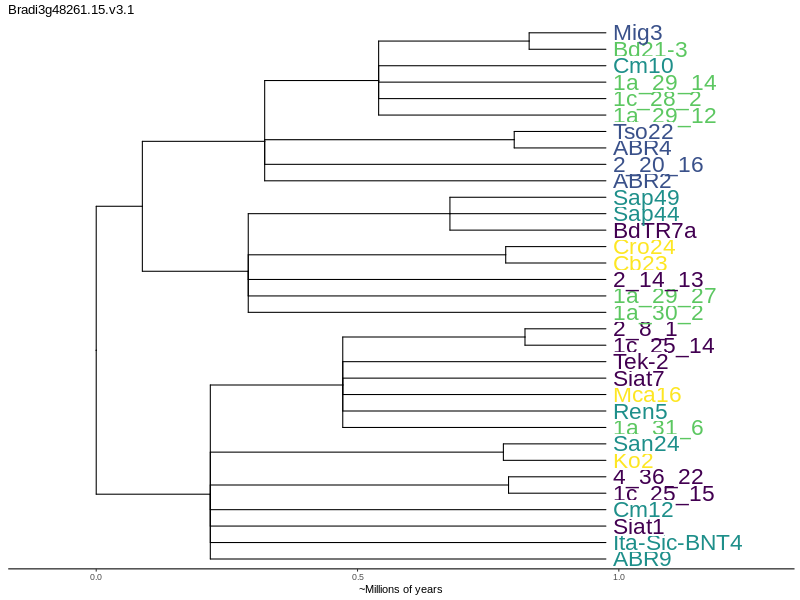 Bradi3g48261.15.v3.1
Mig3
Bd21-3
Cm10
1a_29_14
1c_28_2
1a_29_12
Tso22
ABR4
2_20_16
ABR2
Sap49
Sap44
BdTR7a
Cro24
Cb23
2_14_13
1a_29_27
1a_30_2
2_8_1
1c_25_14
Tek-2
Siat7
Mca16
Ren5
1a_31_6
San24
Ko2
4_36_22
1c_25_15
Cm12
Siat1
Ita-Sic-BNT4
ABR9
0.0 0.5 1.0
~Millions of years